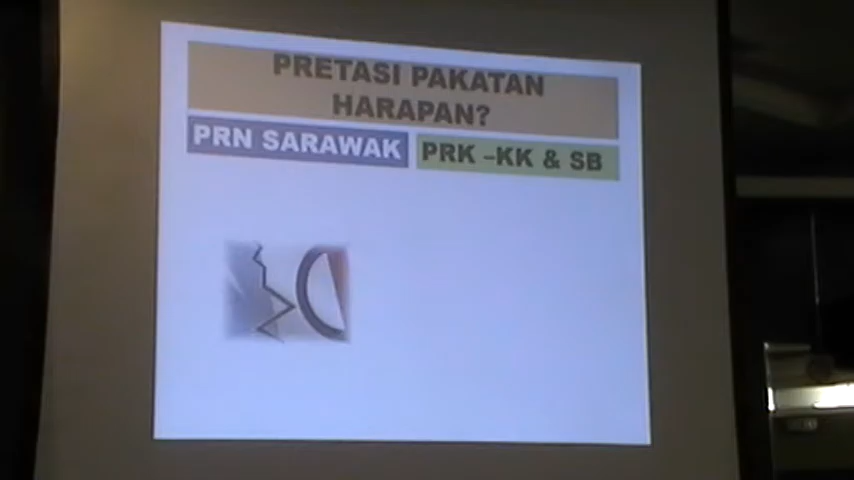 PRETASI PAKATAN
HARAPAN?
PRN SARAWAK
PRK –KK & SB